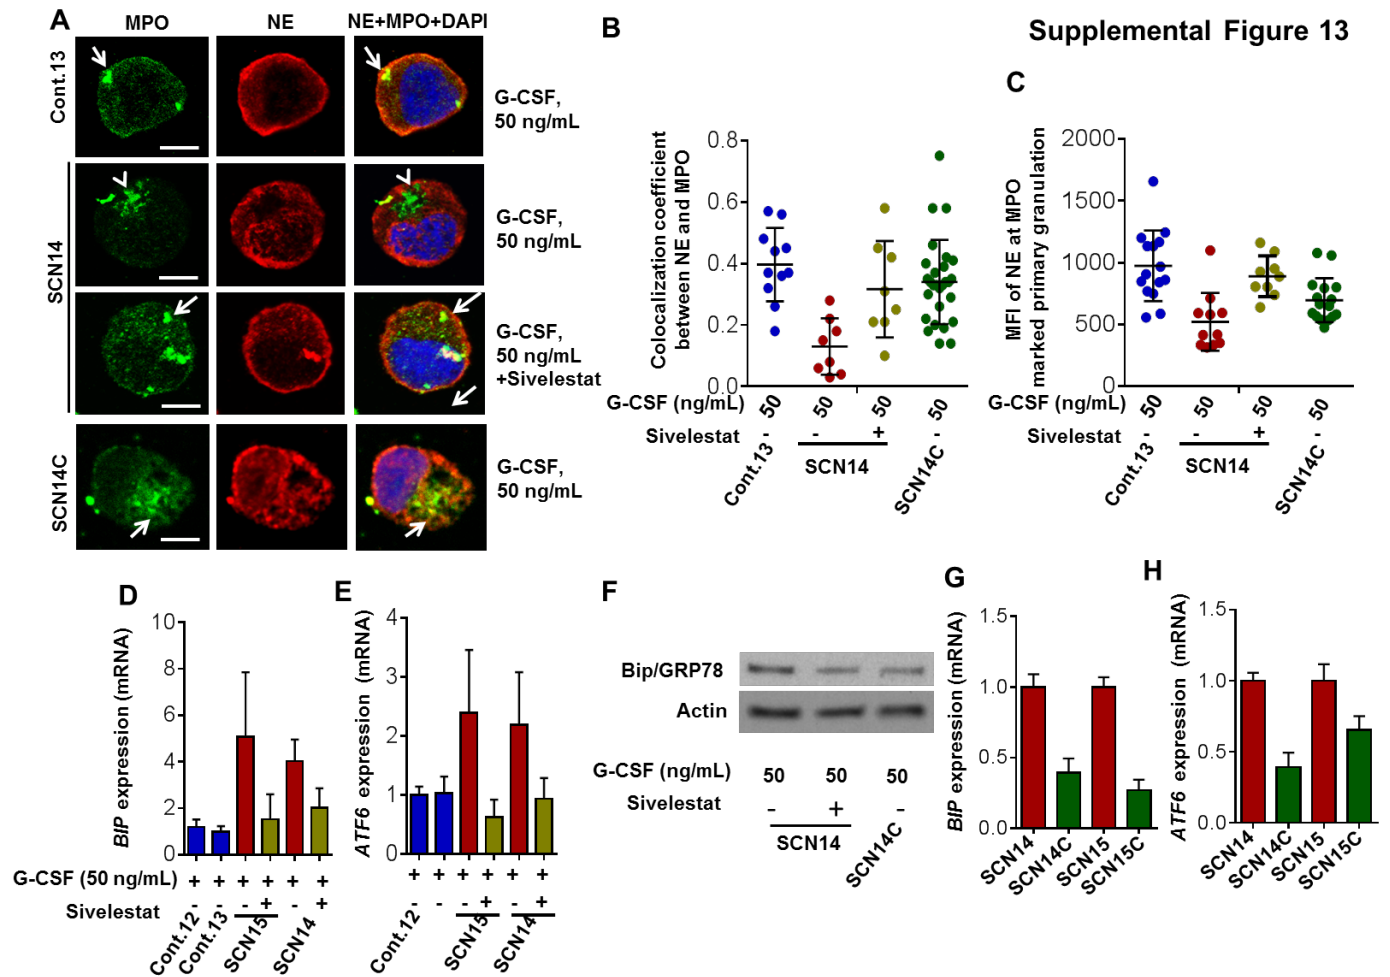 Supplemental Figure 13
A
MPO NE NE+MPO+DAPI
Cont.13
G-CSF,
50 ng/mL
SCN14
G-CSF,
50 ng/mL
G-CSF,
50 ng/mL
+Sivelestat
SCN14C
G-CSF,
50 ng/mL
B
Colocalization coefficient
between NE and MPO
0.8
0.6
0.4
0.2
0.0
G-CSF (ng/mL) 50 50 50 50
Sivelestat - - + -
Cont.13 SCN14 SCN14C
C
MFI of NE at MPO
marked primary granulation
2000
1500
1000
500
0
G-CSF (ng/mL) 50 50 50 50
Sivelestat - - + -
Cont.13 SCN14 SCN14C
D
BIP expression (mRNA)
10
8
6
4
2
0
G-CSF (50 ng/mL) + + + + + +
Sivelestat - - - + - +
Cont.12 Cont.13 SCN15 SCN14
E
ATF6 expression (mRNA)
4
3
2
1
0
+ + + + + +
- - - + - +
Cont.12 SCN15 SCN14
F
Bip/GRP78
Actin
G-CSF (ng/mL) 50 50 50
Sivelestat - + -
SCN14 SCN14C
G
BIP expression (mRNA)
1.5
1.0
0.5
0.0
SCN14 SCN14C SCN15 SCN15C
H
ATF6 expression (mRNA)
1.5
1.0
0.5
0.0
SCN14 SCN14C SCN15 SCN15C